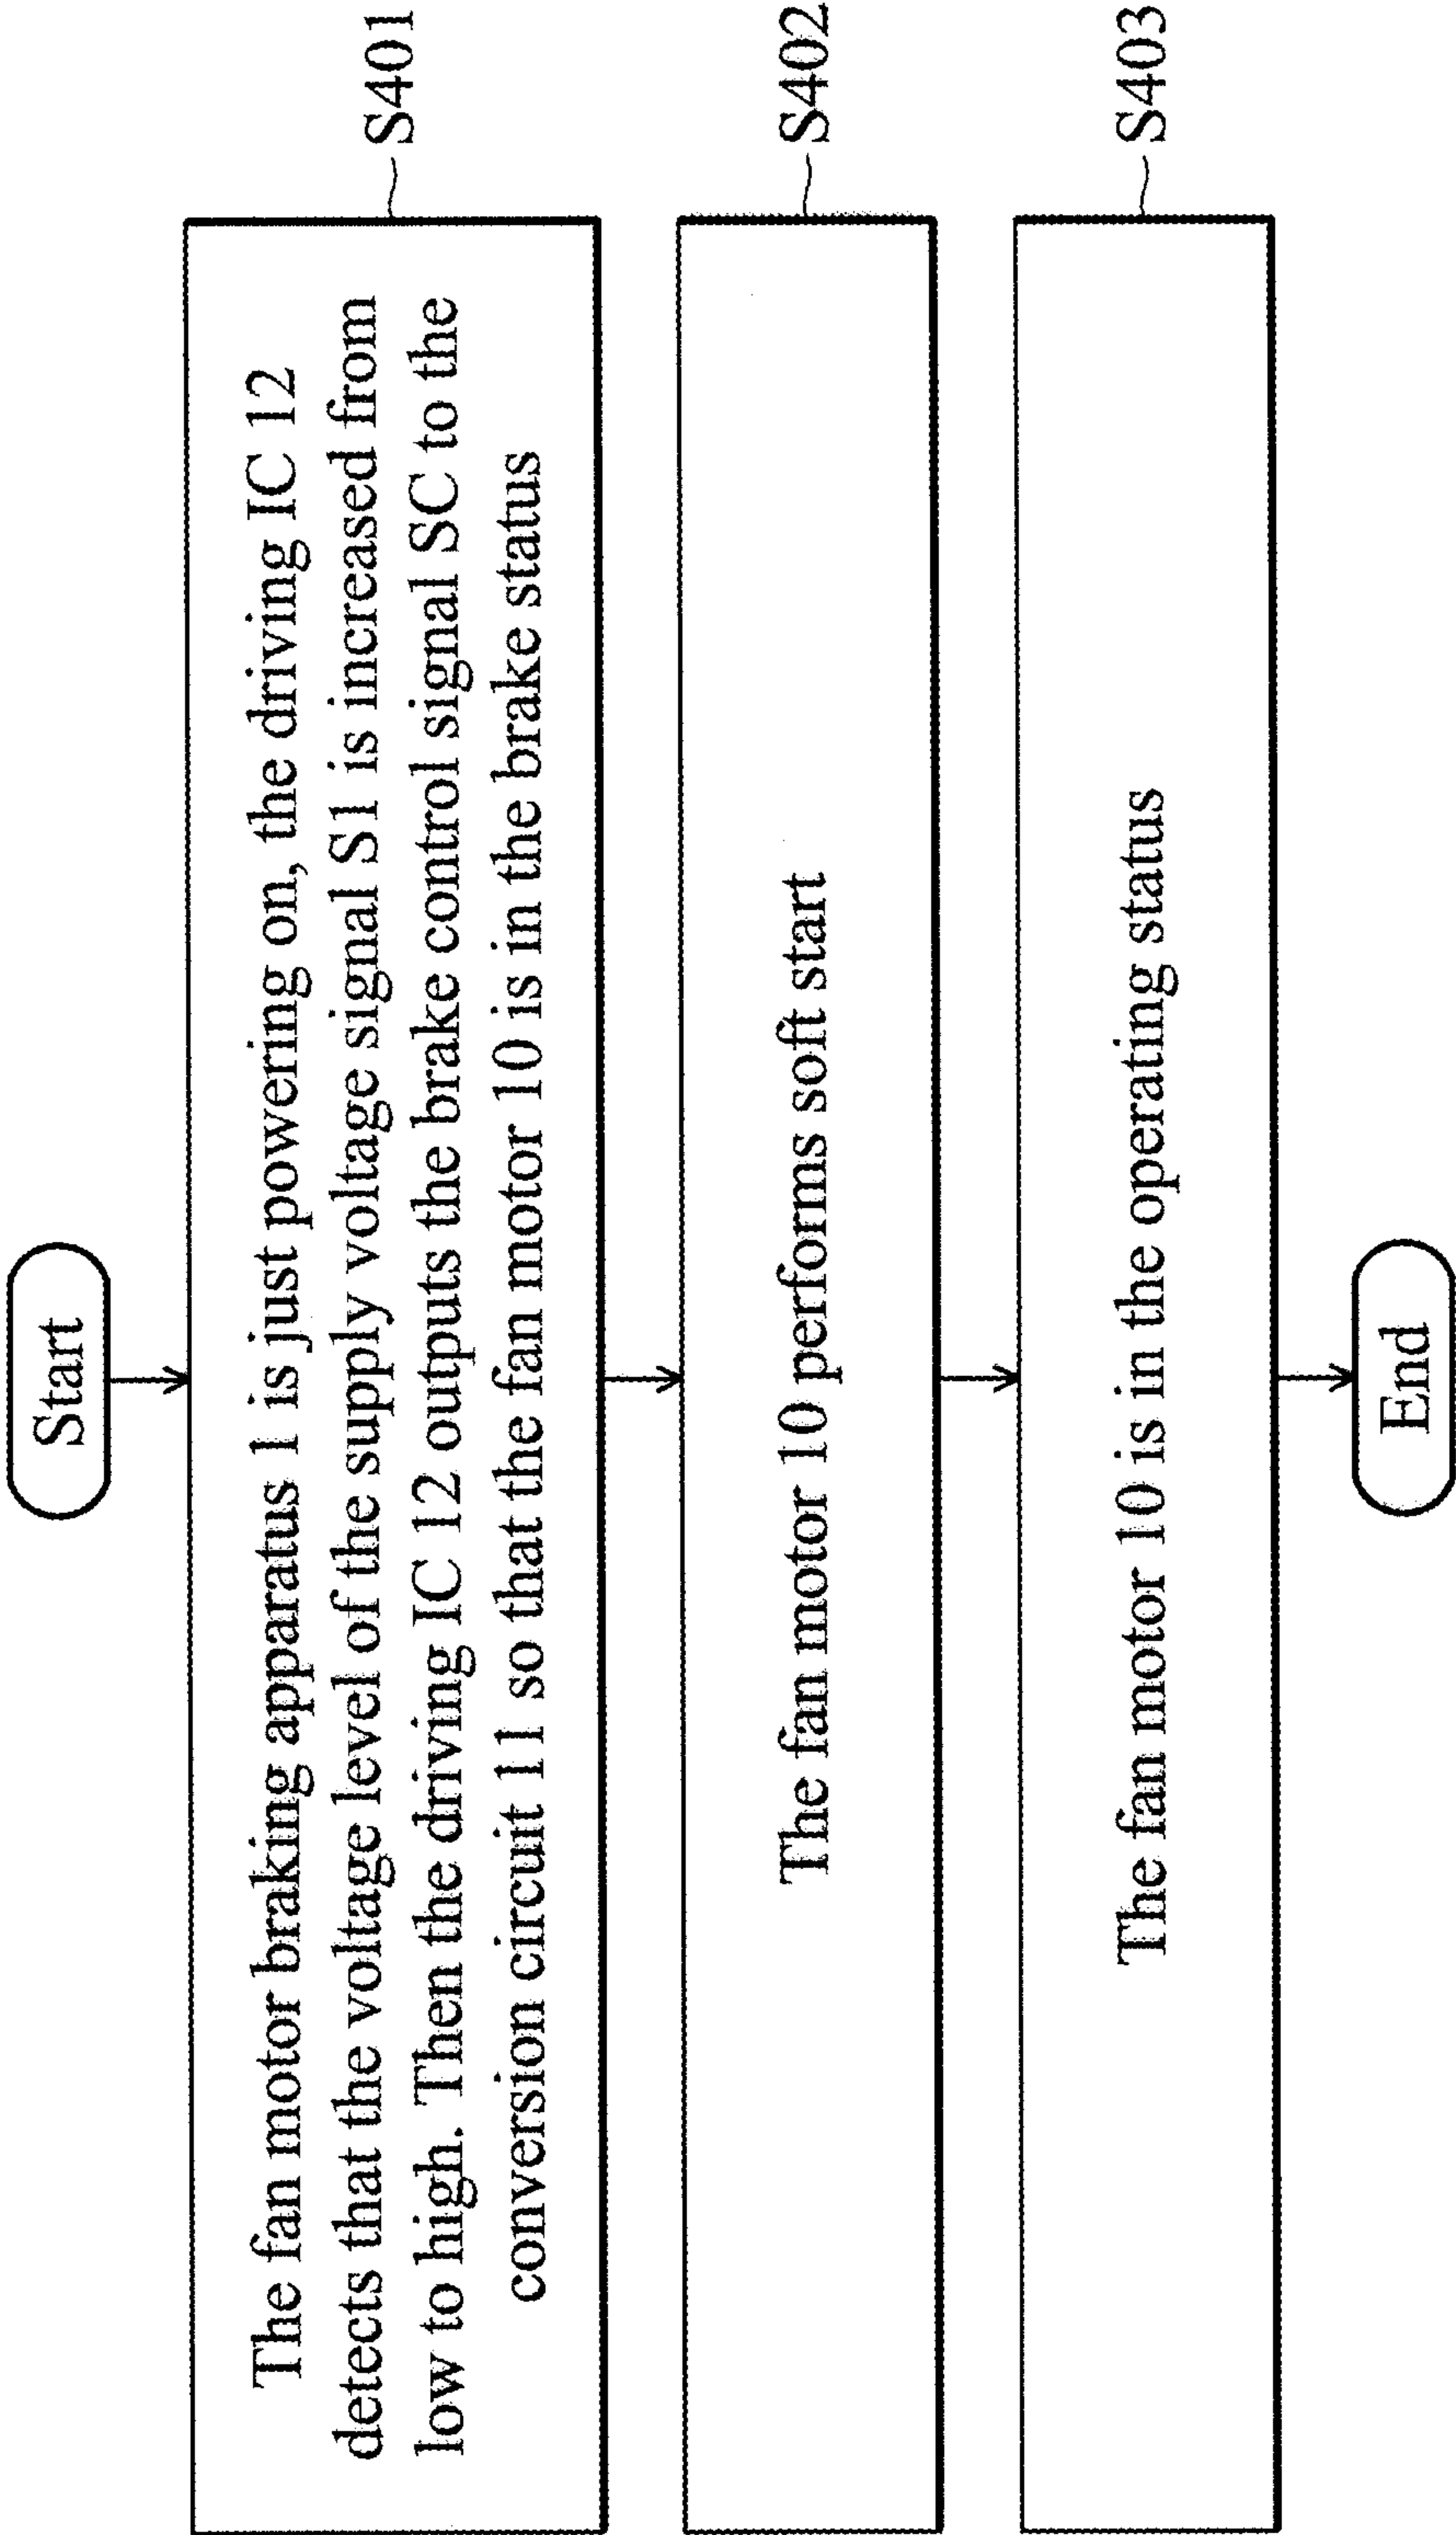 Start
The fan motor braking apparatus 1 is just powering on, the driving IC 12
detects that the voltage level of the supply voltage signal S1 is increased from
low to high. Then the driving IC 12 outputs the brake control signal SC to the
conversion circuit 11 so that the fan motor 10 is in the brake status
S401
The fan motor 10 performs soft start
S402
The fan motor 10 is in the operating status
S403
End